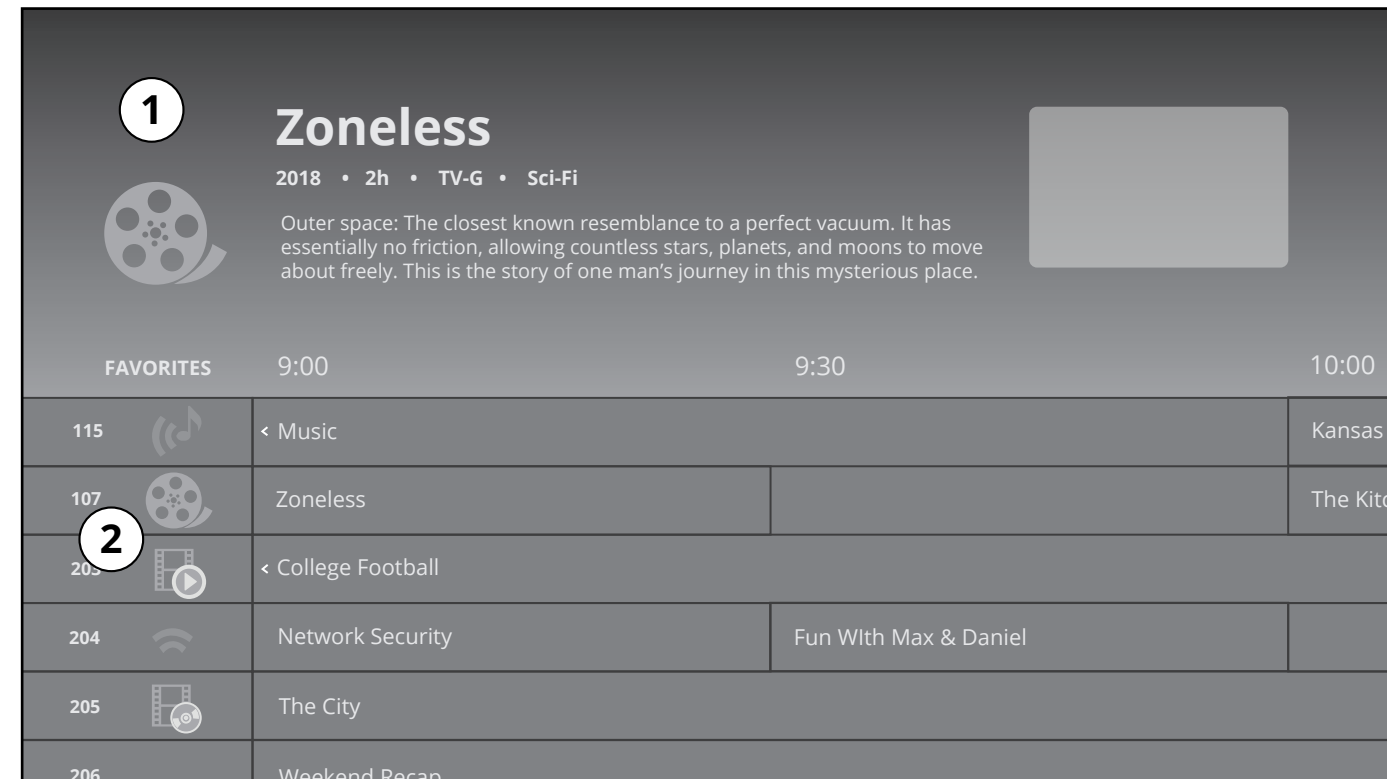 1
Zoneless
2018 • 2h • TV-G • Sci-Fi
Outer space: The closest known resemblance to a perfect vacuum. It has
essentially no friction, allowing countless stars, planets, and moons to move
about freely. This is the story of one man’s journey in this mysterious place.
FAVORITES 9:00 9:30 10:00
115 < Music Kansas
107 Zoneless The Kitc
2
203 < College Football
204 Network Security Fun WIth Max & Daniel
205 The City
206 Weekend Recap